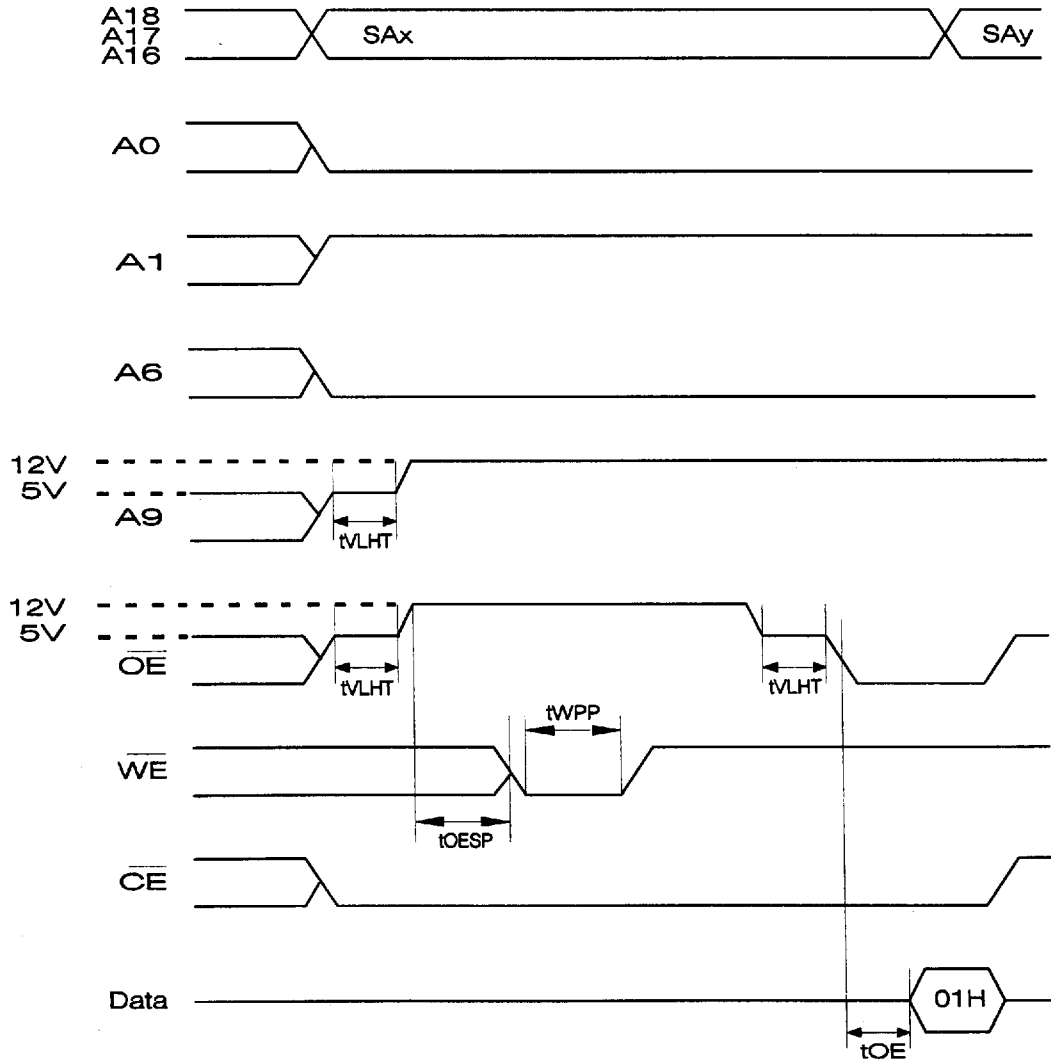 A18
A17
A16
SAx
SAy
A0
A1
A6
12V
5V
A9
tVLHT
12V
5V
OE
tVLHT
tVLHT
tWPP
WE
tOESP
CE
Data
01H
tOE